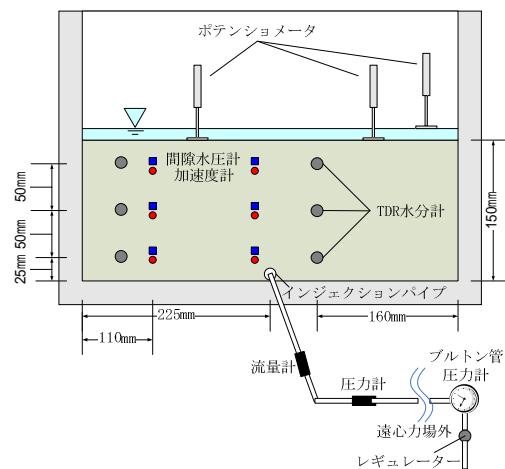 ポテンショメータ
間隙水圧計
加速度計
50mm
50mm
25mm
TDR水分計
150mm
インジェクションパイプ
225mm
160mm
110mm
流量計
圧力計
ブルトン管
圧力計
遠心力場外
レギュレーター